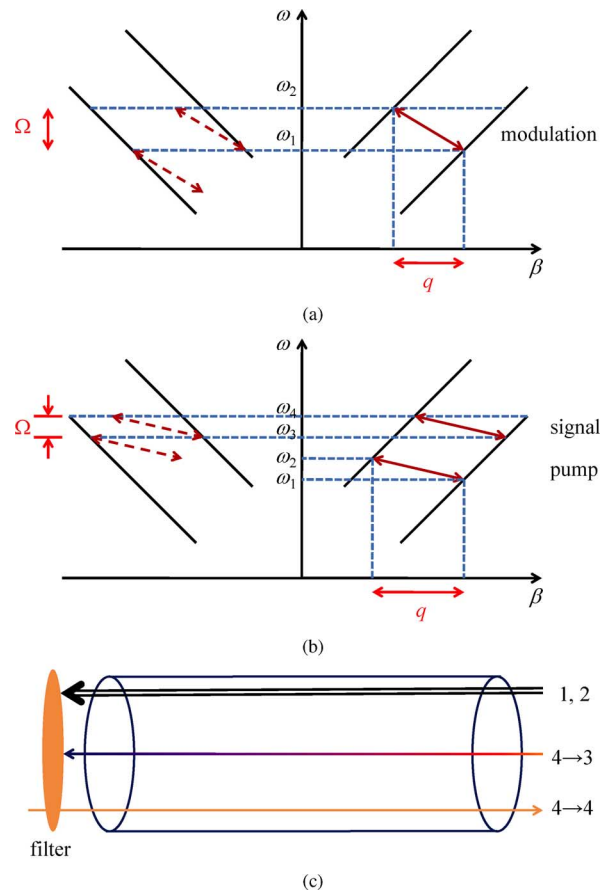 ω
ω2
Ω
ω1
modulation
β
q
(a)
ω
ω4
Ω
ω3
signal
ω2
pump
ω1
β
q
(b)
1, 2
4→3
4→4
filter
(c)